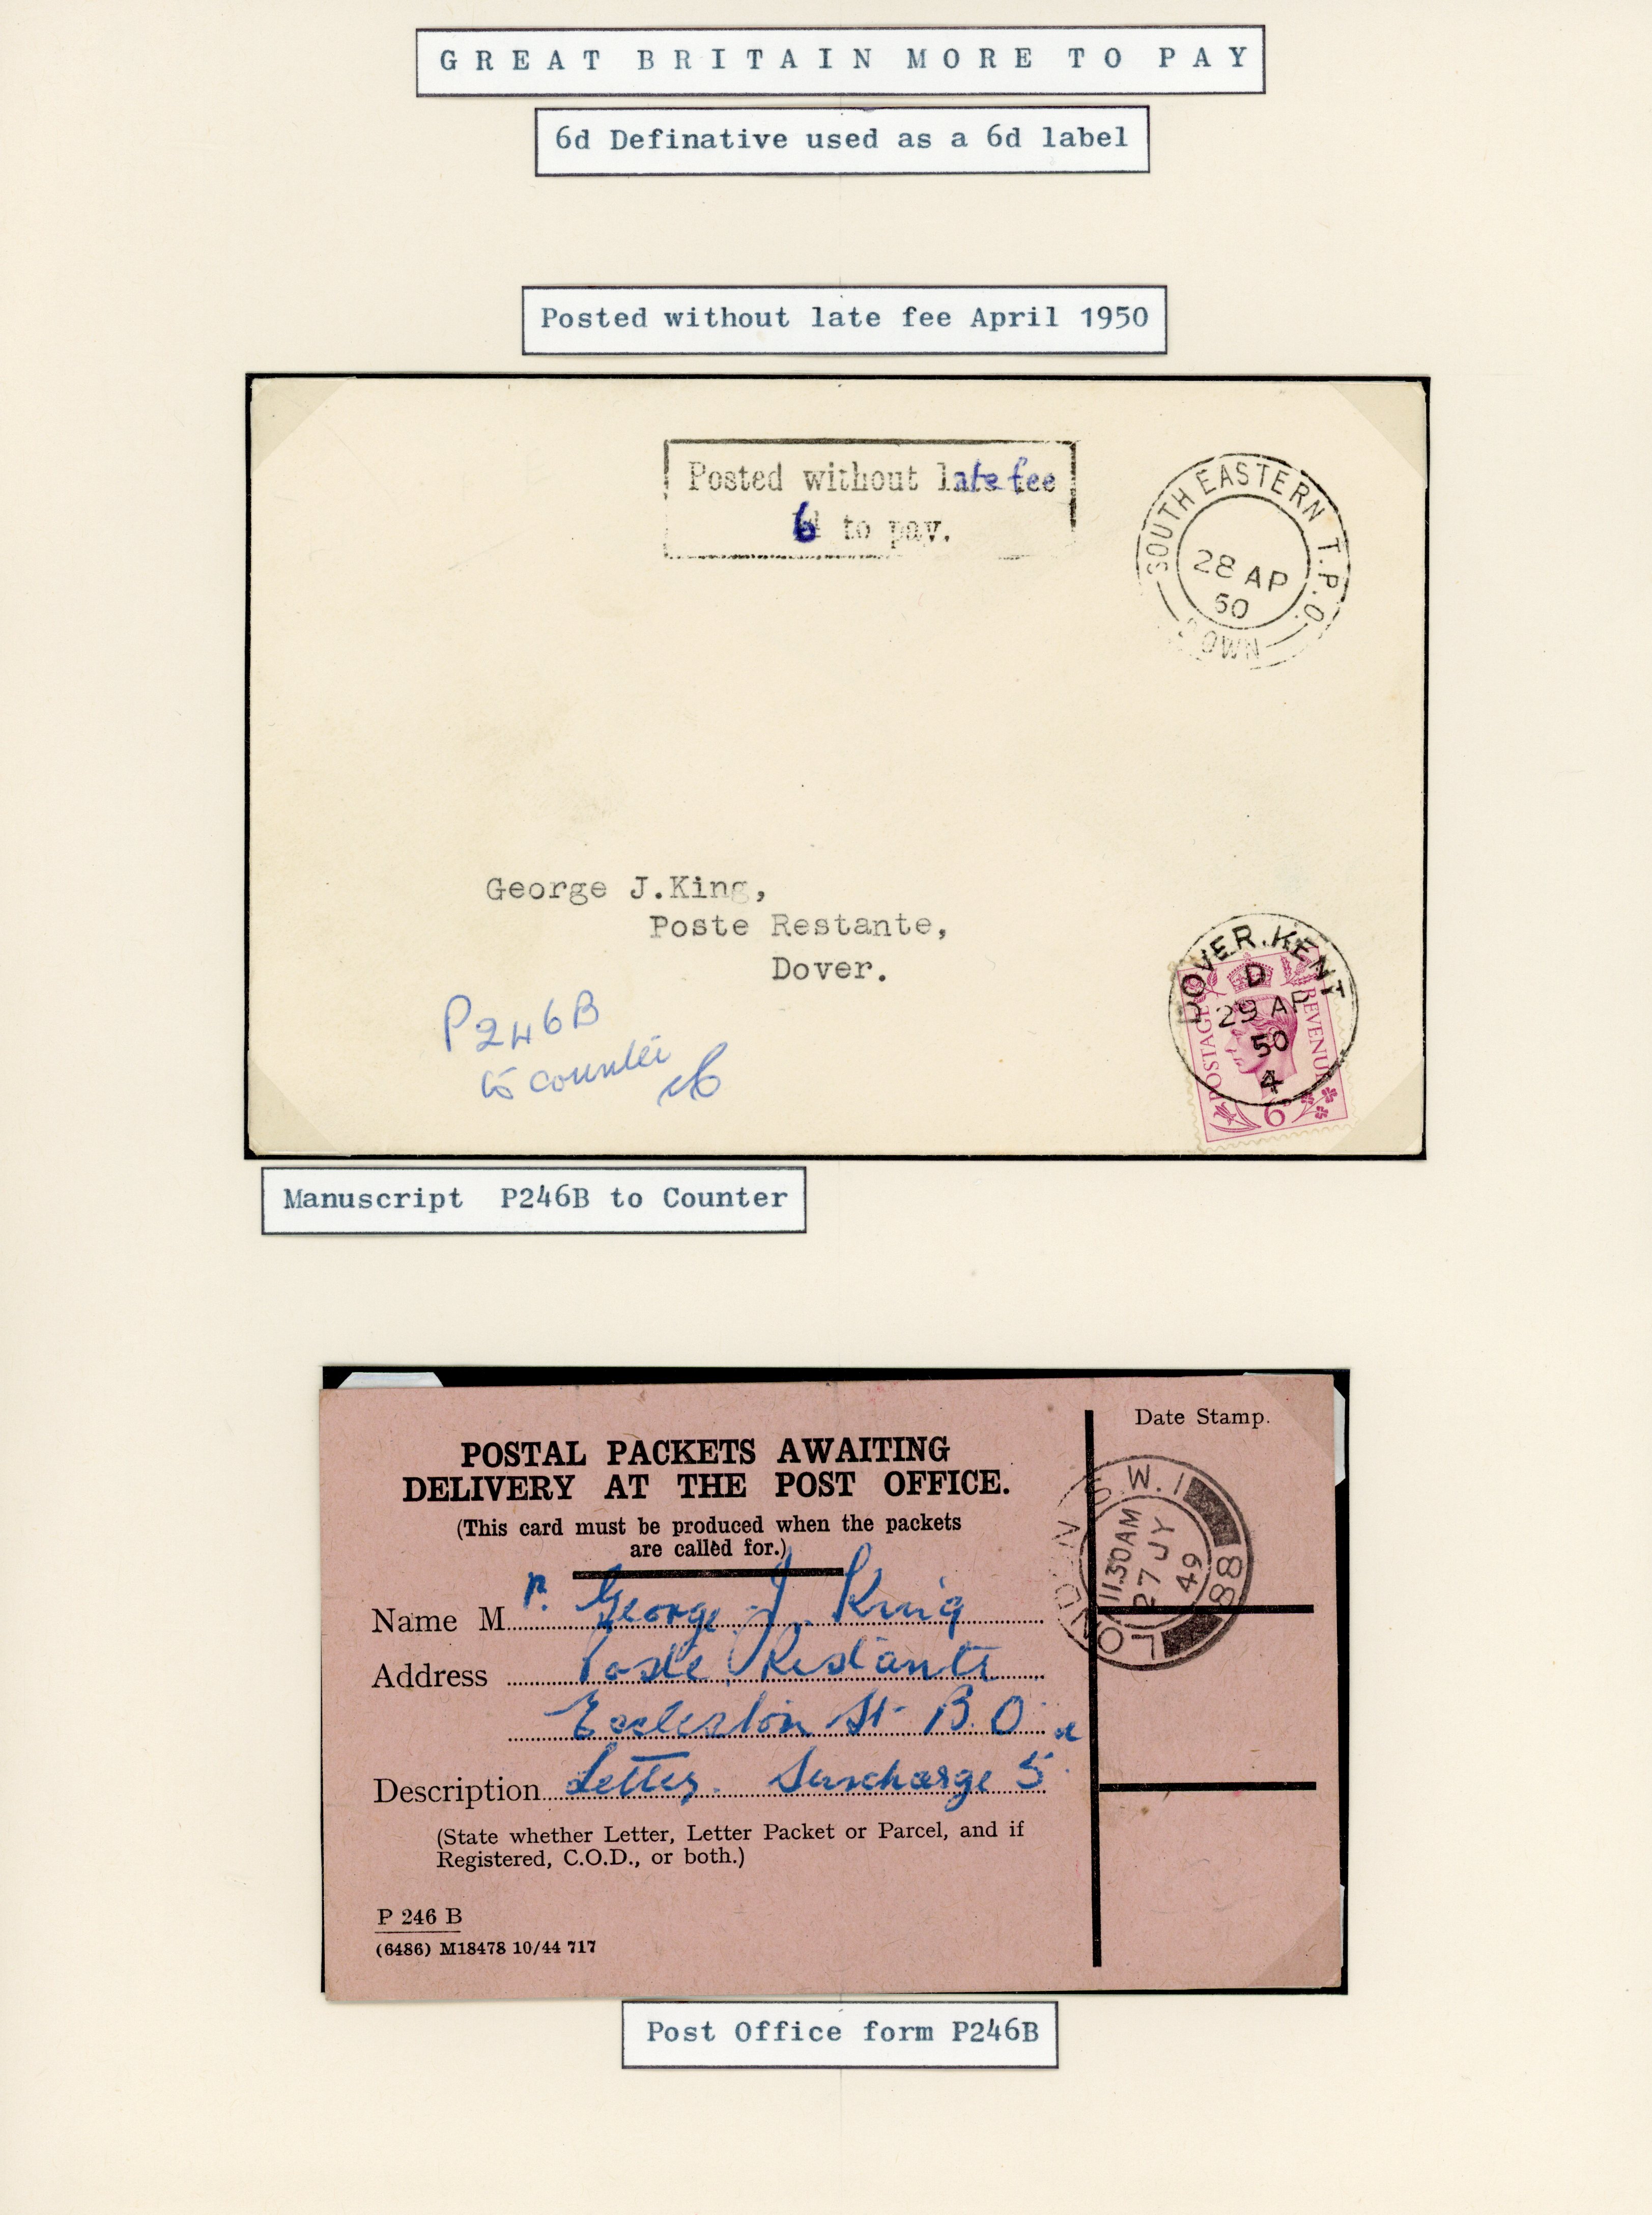 GREAT BRITAIN MORE TO PAY
6d Definative used as a 6d label
Posted without late fee April 1950
Posted without late fee
6d to pay.
SOUTH EASTERN T.P.O.
28 AP
50
DOWN
George J.King,
Poste Restante,
Dover.
P246B
to counter
DOVER. KENT
D
29 AP
50
4
POSTAGE REVENUE
6D
Manuscript P246B to Counter
Date Stamp.
POSTAL PACKETS AWAITING
DELIVERY AT THE POST OFFICE.
(This card must be produced when the packets
are called for.)
LONDON S.W.1
11.30AM
27 JY
49
88
Name Mr. George J. King
Address Poste Restante
Eccleston St B.O.
Description Letter. Surcharge 5d
(State whether Letter, Letter Packet or Parcel, and if
Registered, C.O.D., or both.)
P 246 B
(6486) M18478 10/44 717
Post Office form P246B